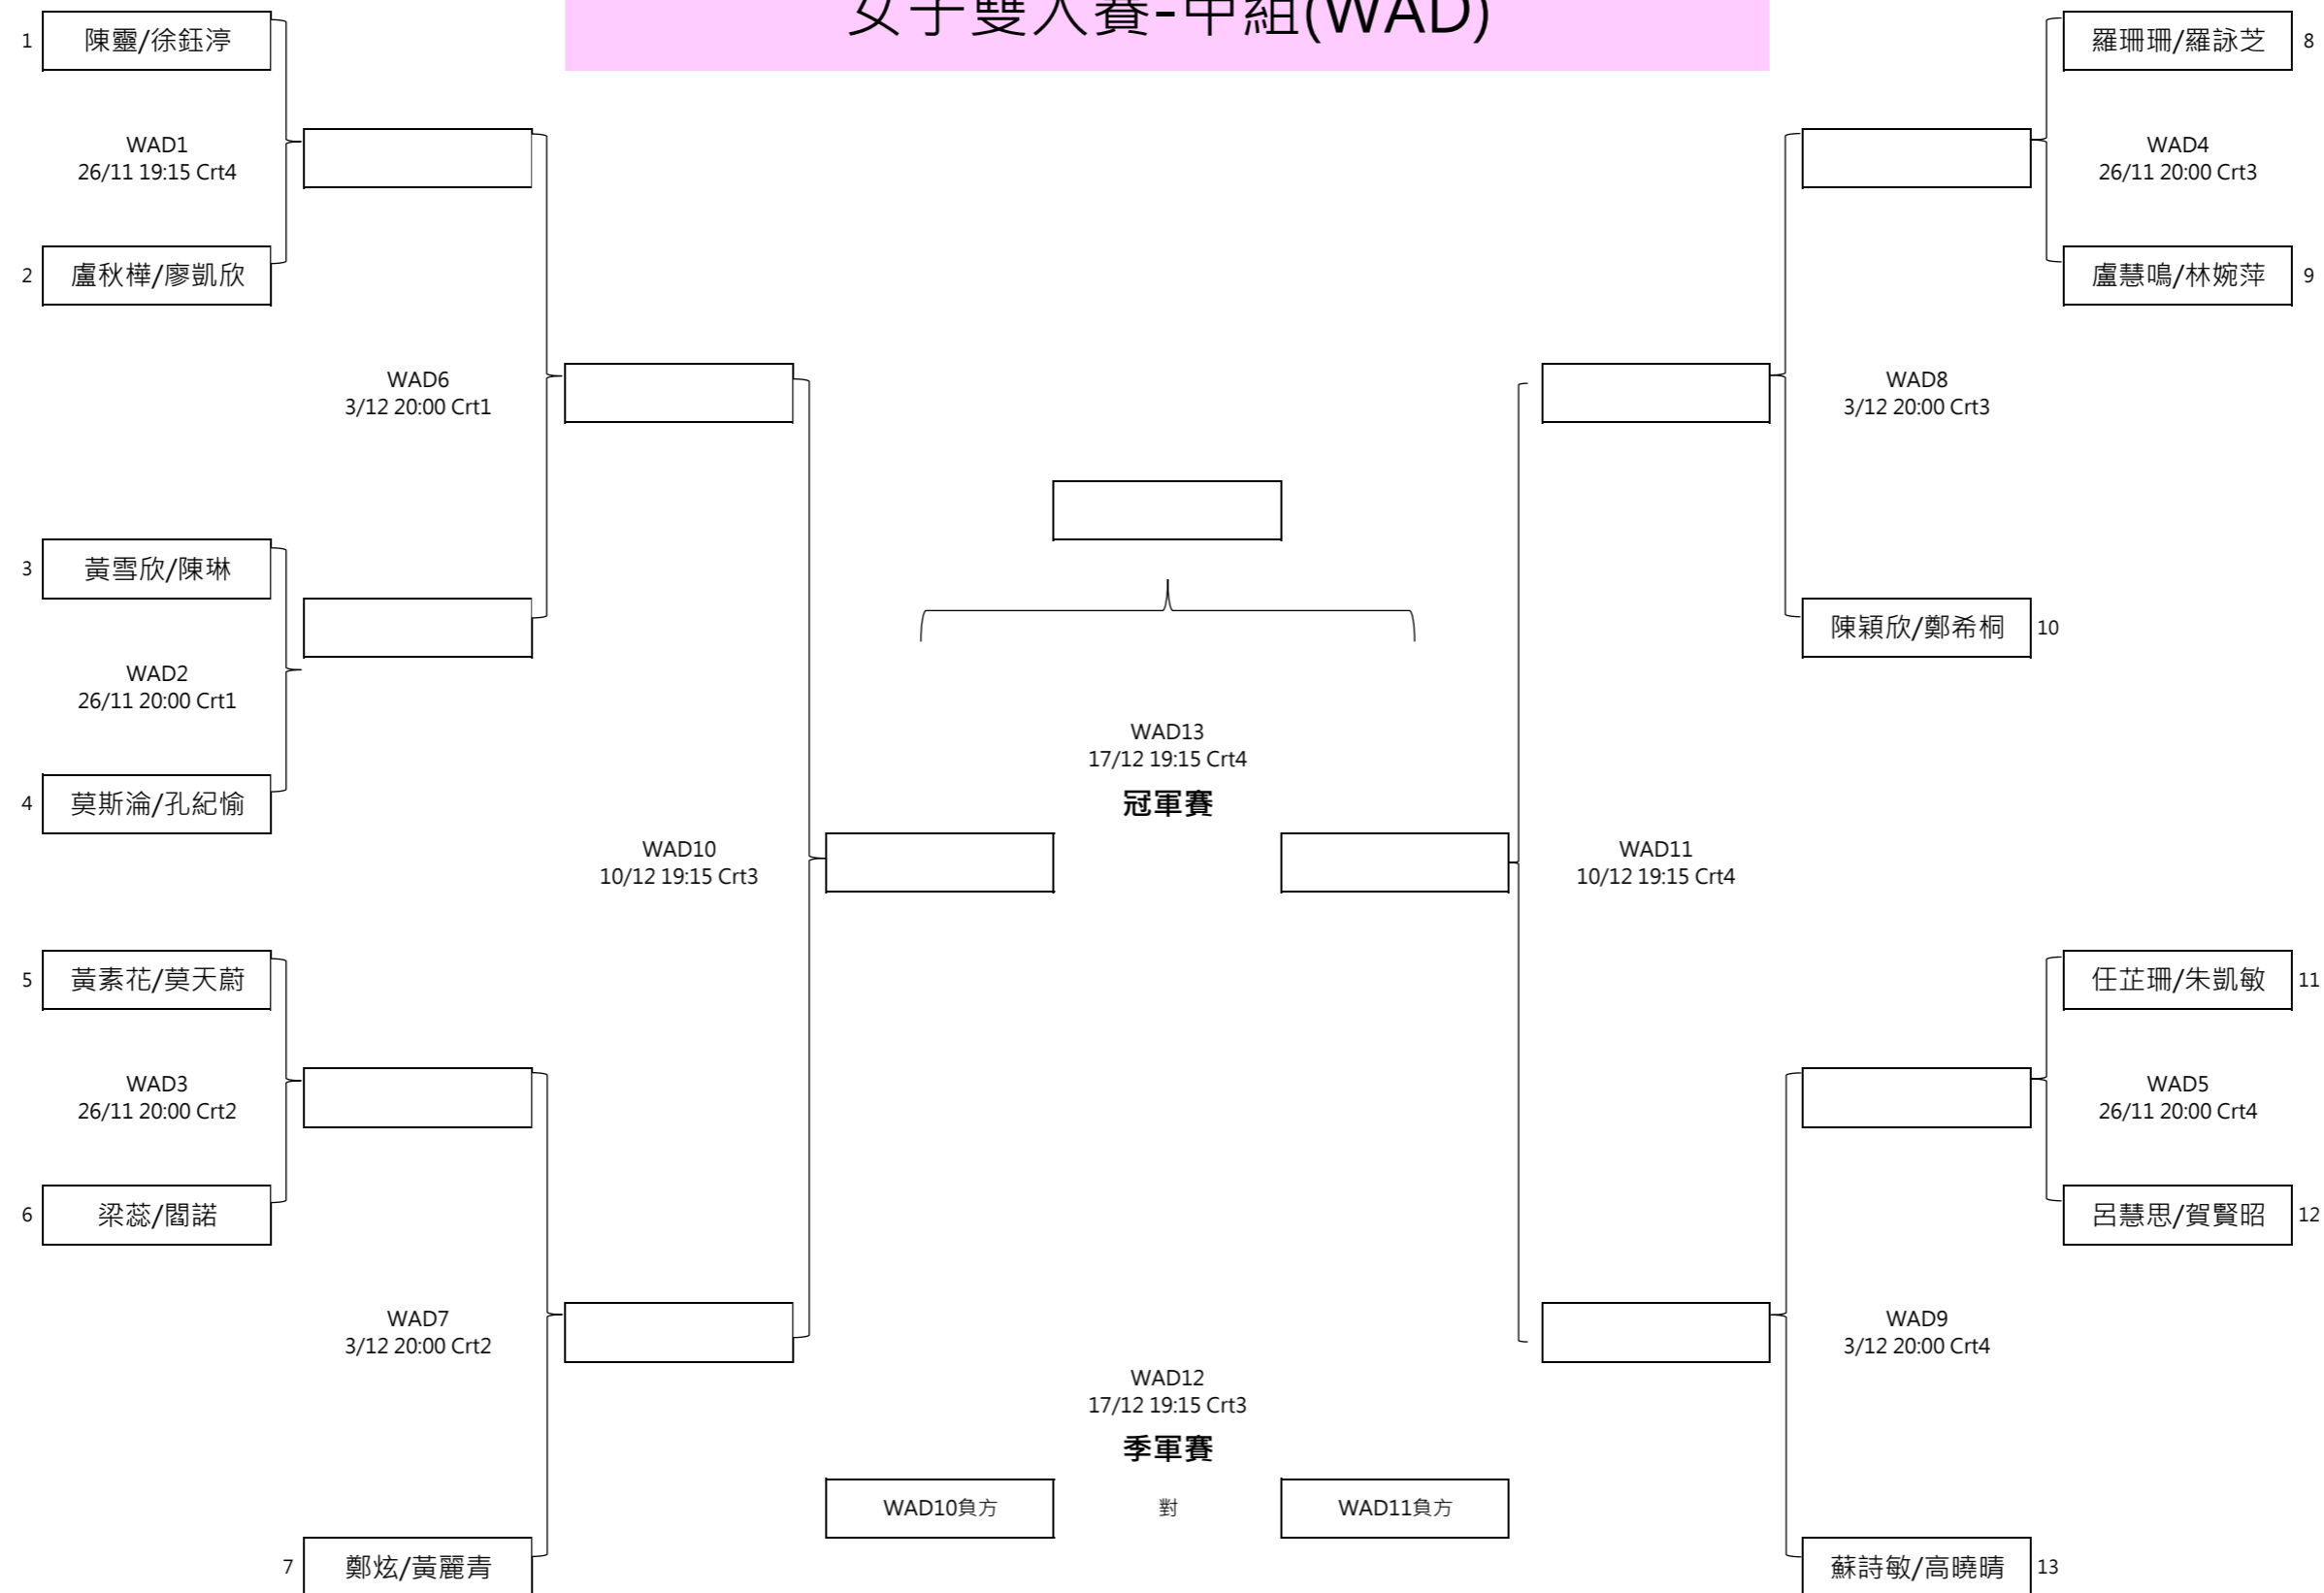 女子雙人賽-甲組(WAD)
1 陳靈/徐鈺渟
WAD1
26/11 19:15 Crt4
2 盧秋樺/廖凱欣
WAD6
3/12 20:00 Crt1
3 黃雪欣/陳琳
WAD2
26/11 20:00 Crt1
4 莫斯淪/孔紀愉
WAD10
10/12 19:15 Crt3
5 黃素花/莫天蔚
WAD3
26/11 20:00 Crt2
6 梁蕊/閻諾
WAD7
3/12 20:00 Crt2
7 鄭炫/黃麗青
WAD13
17/12 19:15 Crt4
冠軍賽
WAD12
17/12 19:15 Crt3
季軍賽
WAD10負方 對 WAD11負方
羅珊珊/羅詠芝 8
WAD4
26/11 20:00 Crt3
盧慧鳴/林婉萍 9
WAD8
3/12 20:00 Crt3
陳穎欣/鄭希桐 10
WAD11
10/12 19:15 Crt4
任芷珊/朱凱敏 11
WAD5
26/11 20:00 Crt4
呂慧思/賀賢昭 12
WAD9
3/12 20:00 Crt4
蘇詩敏/高曉晴 13